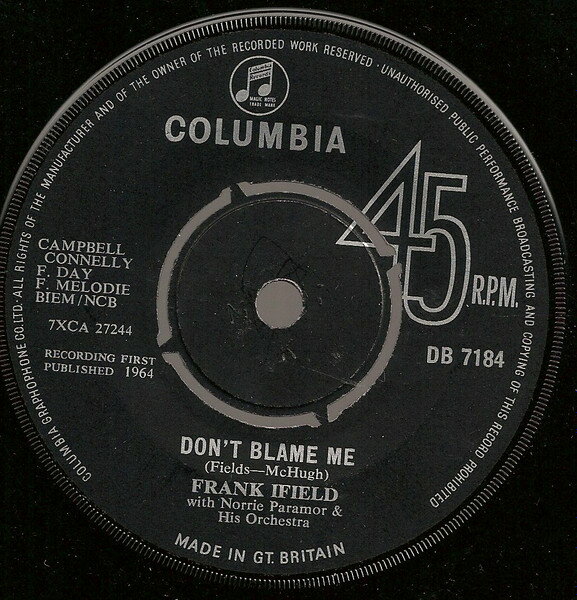 COLUMBIA GRAPHOPHONE CO. LTD· ALL RIGHTS OF THE MANUFACTURER AND OF THE OWNER OF THE RECORDED WORK RESERVED · UNAUTHORISED PUBLIC PERFORMANCE BROADCASTING AND COPYING OF THIS RECORD PROHIBITED
MAGIC NOTES
TRADE MARK
COLUMBIA
45
R.P.M.
CAMPBELL
CONNELLY
F. DAY
F. MELODIE
BIEM/NCB
7XCA 27244
RECORDING FIRST
PUBLISHED 1964
DB 7184
DON'T BLAME ME
(Fields—McHugh)
FRANK IFIELD
with Norrie Paramor &
His Orchestra
MADE IN GT. BRITAIN